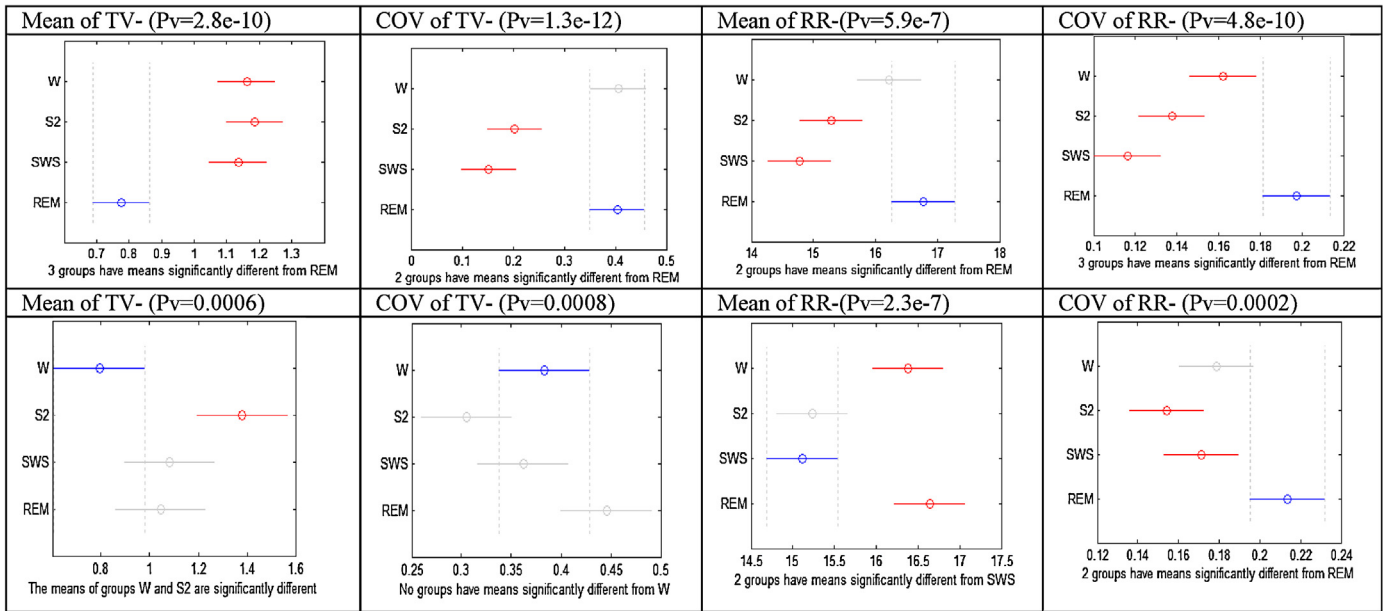 Mean of TV- (Pv=2.8e-10)
W
S2
SWS
REM
0.7 0.8 0.9 1 1.1 1.2 1.3
3 groups have means significantly different from REM
COV of TV- (Pv=1.3e-12)
W
S2
SWS
REM
0 0.1 0.2 0.3 0.4 0.5
2 groups have means significantly different from REM
Mean of RR-(Pv=5.9e-7)
W
S2
SWS
REM
14 15 16 17 18
2 groups have means significantly different from REM
COV of RR- (Pv=4.8e-10)
W
S2
SWS
REM
0.1 0.12 0.14 0.16 0.18 0.2 0.22
3 groups have means significantly different from REM
Mean of TV- (Pv=0.0006)
W
S2
SWS
REM
0.8 1 1.2 1.4 1.6
The means of groups W and S2 are significantly different
COV of TV- (Pv=0.0008)
W
S2
SWS
REM
0.25 0.3 0.35 0.4 0.45 0.5
No groups have means significantly different from W
Mean of RR-(Pv=2.3e-7)
W
S2
SWS
REM
14.5 15 15.5 16 16.5 17 17.5
2 groups have means significantly different from SWS
COV of RR- (Pv=0.0002)
W
S2
SWS
REM
0.12 0.14 0.16 0.18 0.2 0.22 0.24
2 groups have means significantly different from REM